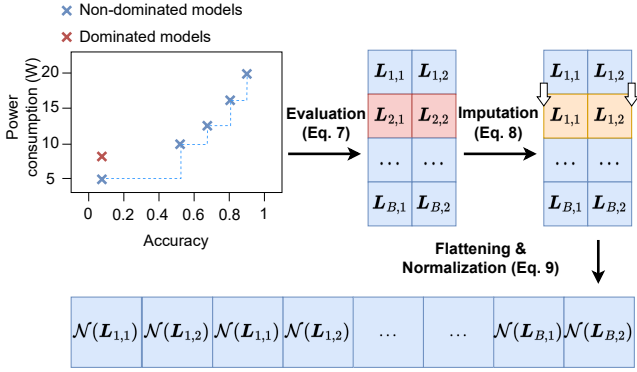 Non-dominated models
Dominated models
Power
consumption (W)
20
15
10
5
0 0.2 0.4 0.6 0.8 1
Accuracy
Evaluation
(Eq. 7)
L1,1 L1,2
L2,1 L2,2
... ...
LB,1 LB,2
Imputation
(Eq. 8)
L1,1 L1,2
L1,1 L1,2
... ...
LB,1 LB,2
Flattening &
Normalization (Eq. 9)
𝒩(L1,1) 𝒩(L1,2) 𝒩(L1,1) 𝒩(L1,2) ... ... 𝒩(LB,1) 𝒩(LB,2)